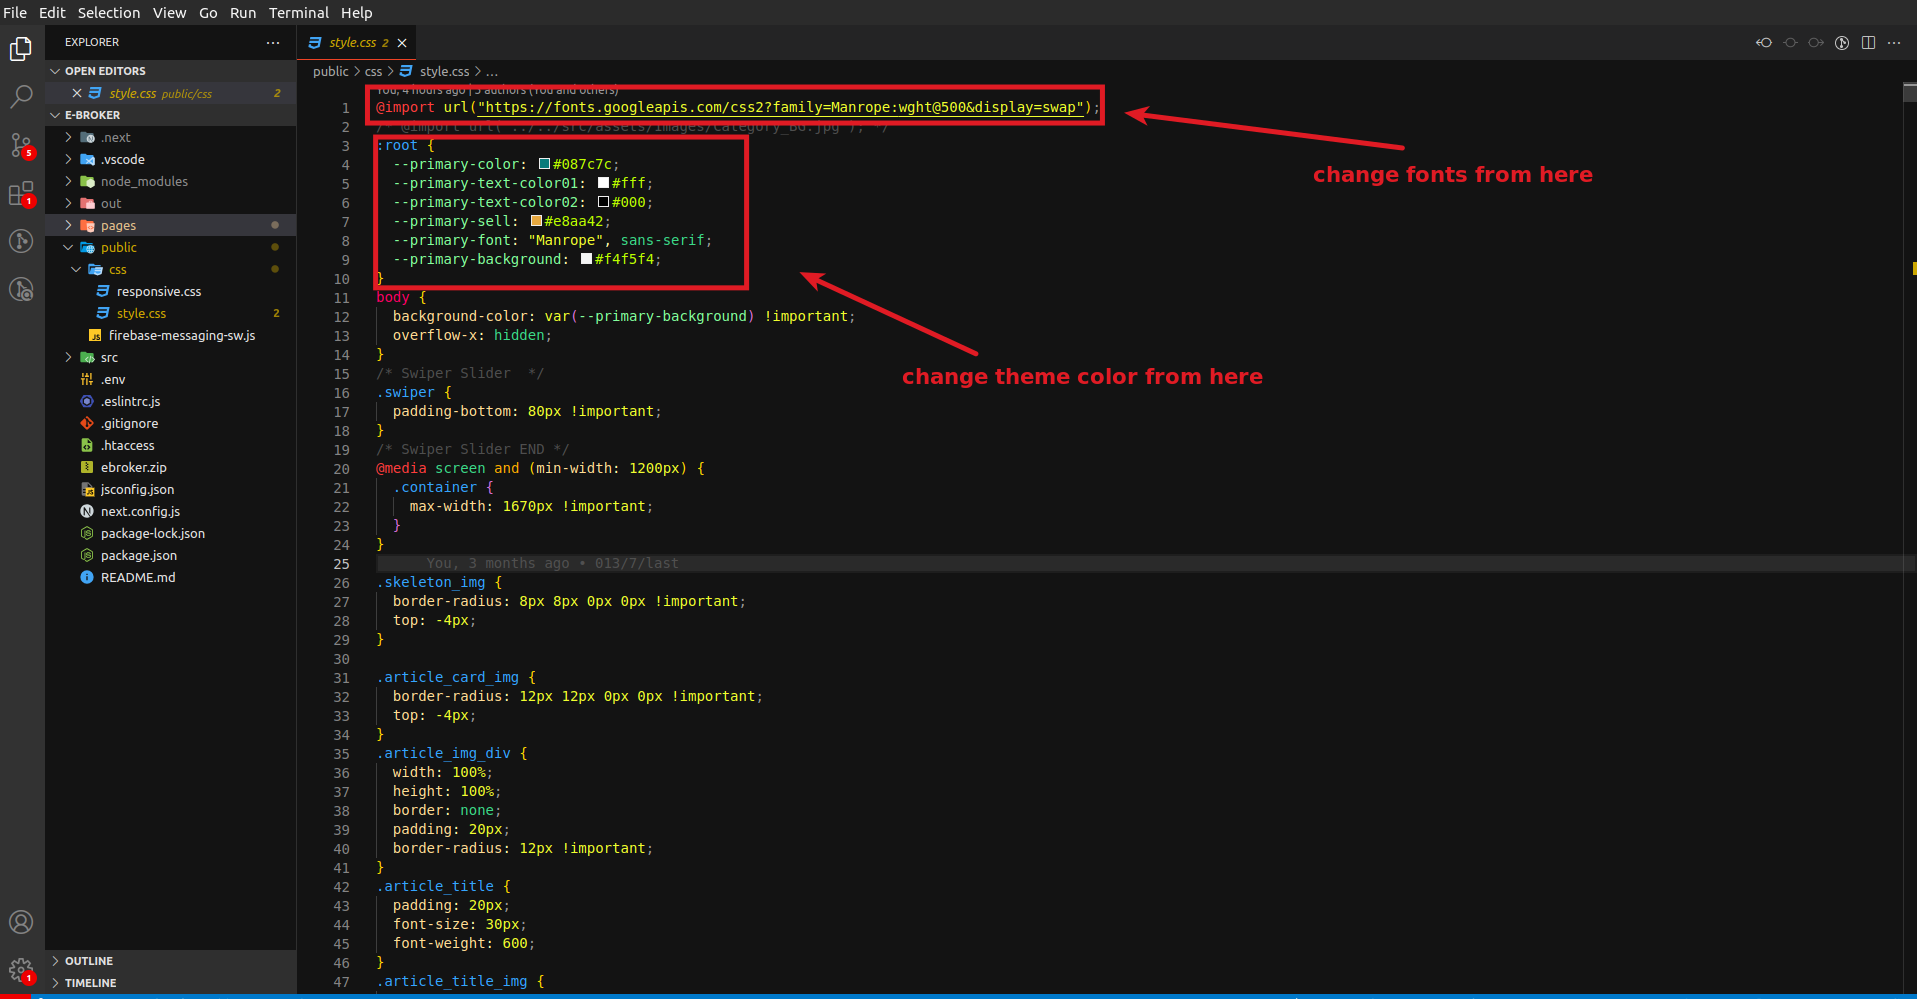 File Edit Selection View Go Run Terminal Help
EXPLORER ...
OPEN EDITORS
style.css public/css 2
E-BROKER
.next
.vscode
node_modules
out
pages
public
css
responsive.css
style.css 2
firebase-messaging-sw.js
src
.env
.eslintrc.js
.gitignore
.htaccess
ebroker.zip
jsconfig.json
next.config.js
package-lock.json
package.json
README.md
OUTLINE
TIMELINE
5
1
1
style.css 2
public > css > style.css > ...
You, 4 hours ago | 5 authors (You and others)
1 @import url("https://fonts.googleapis.com/css2?family=Manrope:wght@500&display=swap");
2 /* @import url("../../src/assets/images/Category_BG.jpg"); */
3 :root {
4 --primary-color: #087c7c;
5 --primary-text-color01: #fff;
6 --primary-text-color02: #000;
7 --primary-sell: #e8aa42;
8 --primary-font: "Manrope", sans-serif;
9 --primary-background: #f4f5f4;
10 }
11 body {
12 background-color: var(--primary-background) !important;
13 overflow-x: hidden;
14 }
15 /* Swiper Slider  */
16 .swiper {
17 padding-bottom: 80px !important;
18 }
19 /* Swiper Slider END */
20 @media screen and (min-width: 1200px) {
21 .container {
22 max-width: 1670px !important;
23 }
24 }
25 You, 3 months ago • 013/7/last
26 .skeleton_img {
27 border-radius: 8px 8px 0px 0px !important;
28 top: -4px;
29 }
30
31 .article_card_img {
32 border-radius: 12px 12px 0px 0px !important;
33 top: -4px;
34 }
35 .article_img_div {
36 width: 100%;
37 height: 100%;
38 border: none;
39 padding: 20px;
40 border-radius: 12px !important;
41 }
42 .article_title {
43 padding: 20px;
44 font-size: 30px;
45 font-weight: 600;
46 }
47 .article_title_img {
change fonts from here
change theme color from here